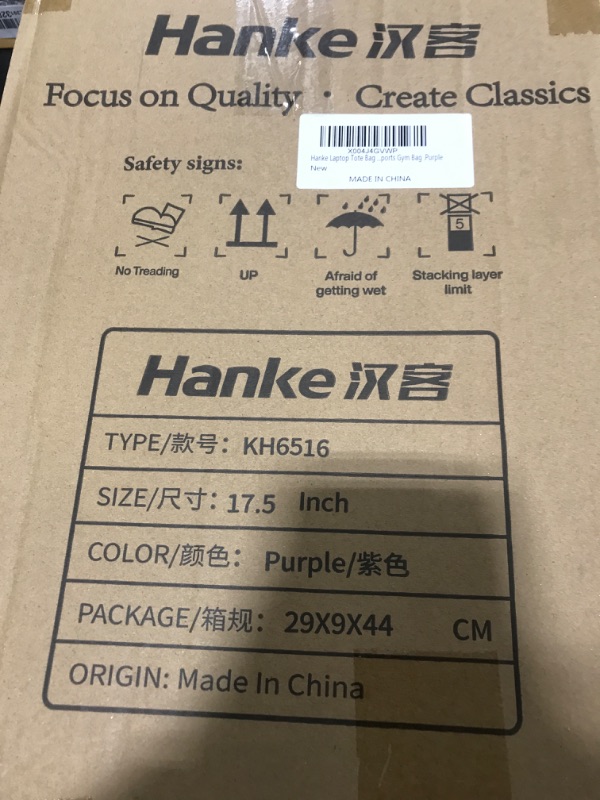 Hanke 汉客
Focus on Quality · Create Classics
X004J4GVWP
Hanke Laptop Tote Bag ...ports Gym Bag Purple
New
MADE IN CHINA
Safety signs:
5
No Treading
UP
Afraid of
getting wet
Stacking layer
limit
Hanke 汉客
TYPE/款号: KH6516
SIZE/尺寸: 17.5 Inch
COLOR/颜色: Purple/紫色
PACKAGE/箱规: 29X9X44 CM
ORIGIN: Made In China